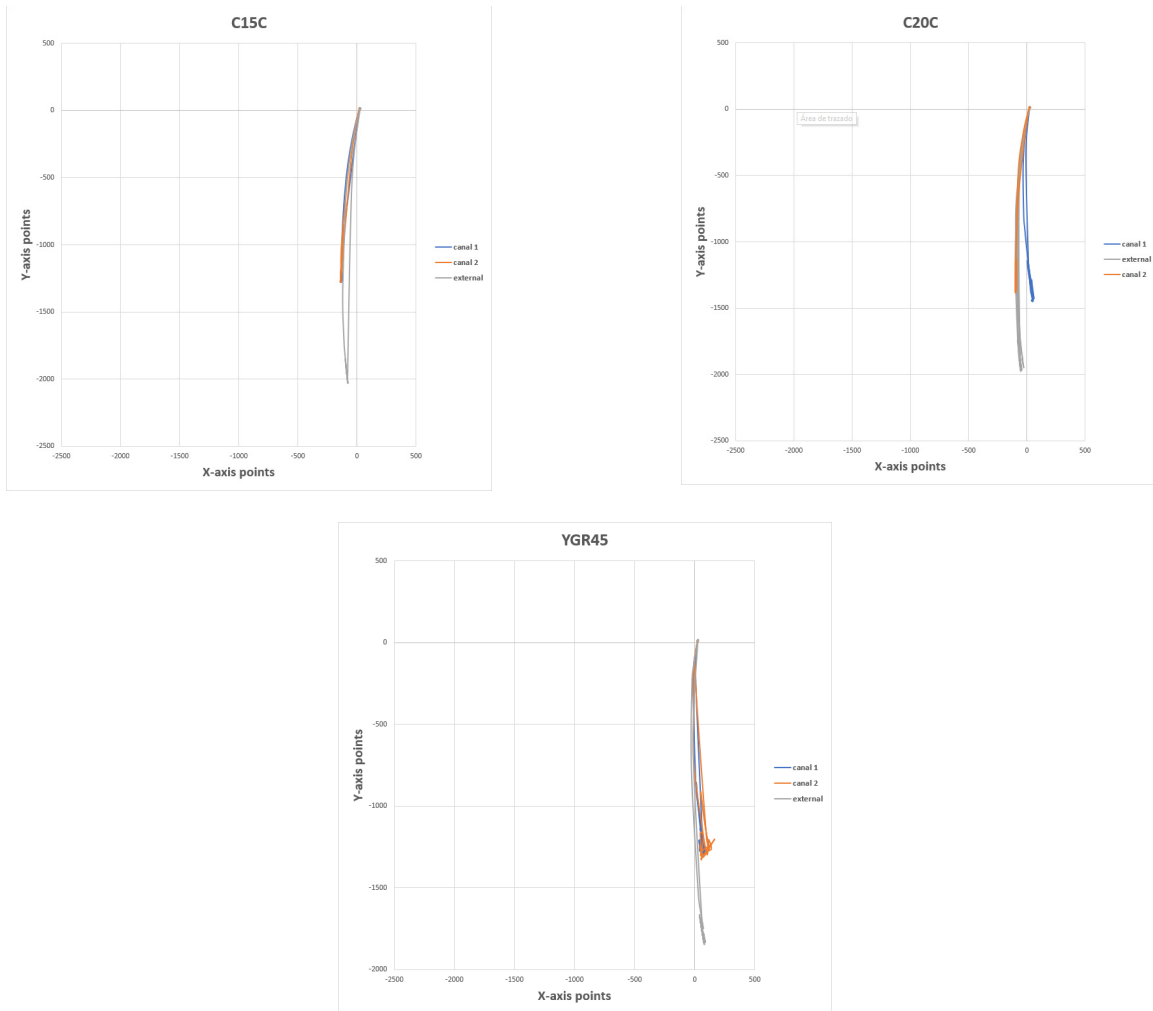 C15C
500
0
-500
-1000
-1500
-2000
-2500
-2500 -2000 -1500 -1000 -500 0 500
Y-axis points
X-axis points
canal 1
canal 2
external
C20C
500
0
-500
-1000
-1500
-2000
-2500
-2500 -2000 -1500 -1000 -500 0 500
Y-axis points
X-axis points
Área de trazado
canal 1
external
canal 2
YGR45
500
0
-500
-1000
-1500
-2000
-2500 -2000 -1500 -1000 -500 0 500
Y-axis points
X-axis points
canal 1
canal 2
external